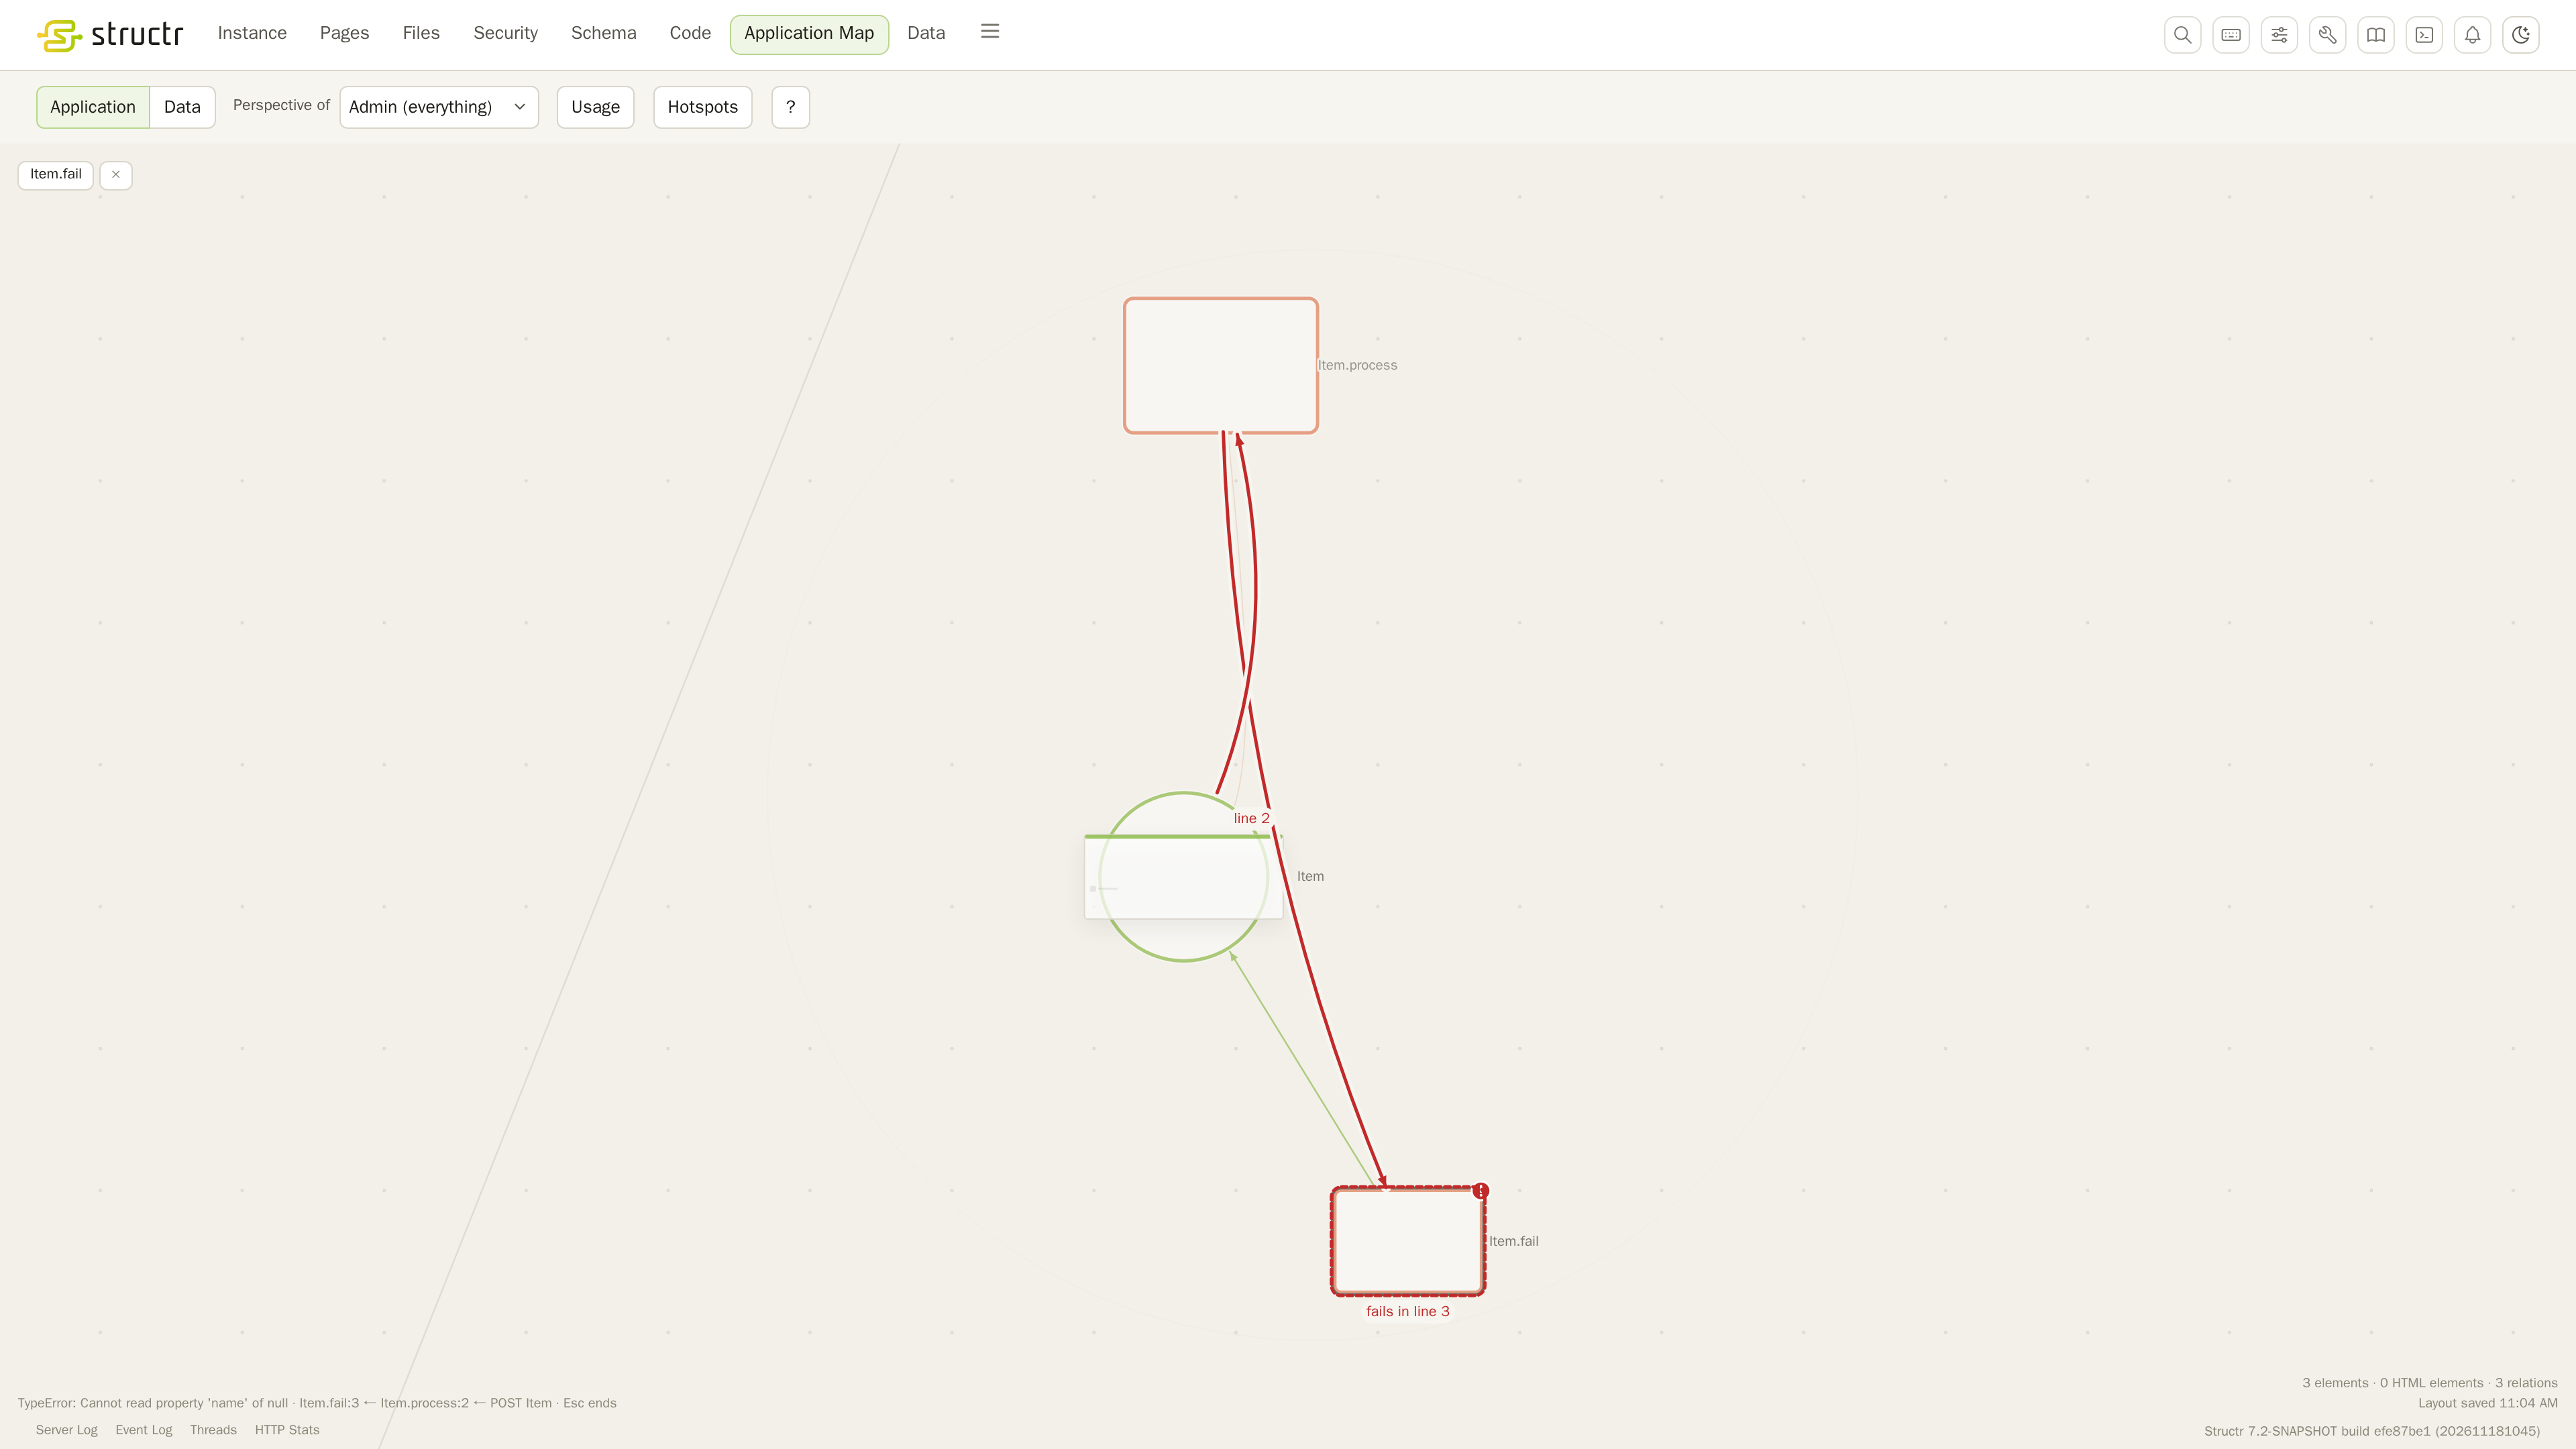 structr Instance Pages Files Security Schema Code Application Map Data
Application Data Perspective of Admin (everything) Usage Hotspots ?
Item.fail ×
Item.process
line 2
Item
Item.fail
fails in line 3
3 elements · 0 HTML elements · 3 relations
TypeError: Cannot read property 'name' of null · Item.fail:3 ← Item.process:2 ← POST Item · Esc ends
Layout saved 11:04 AM
Server Log Event Log Threads HTTP Stats
Structr 7.2-SNAPSHOT build efe87be1 (202611181045)